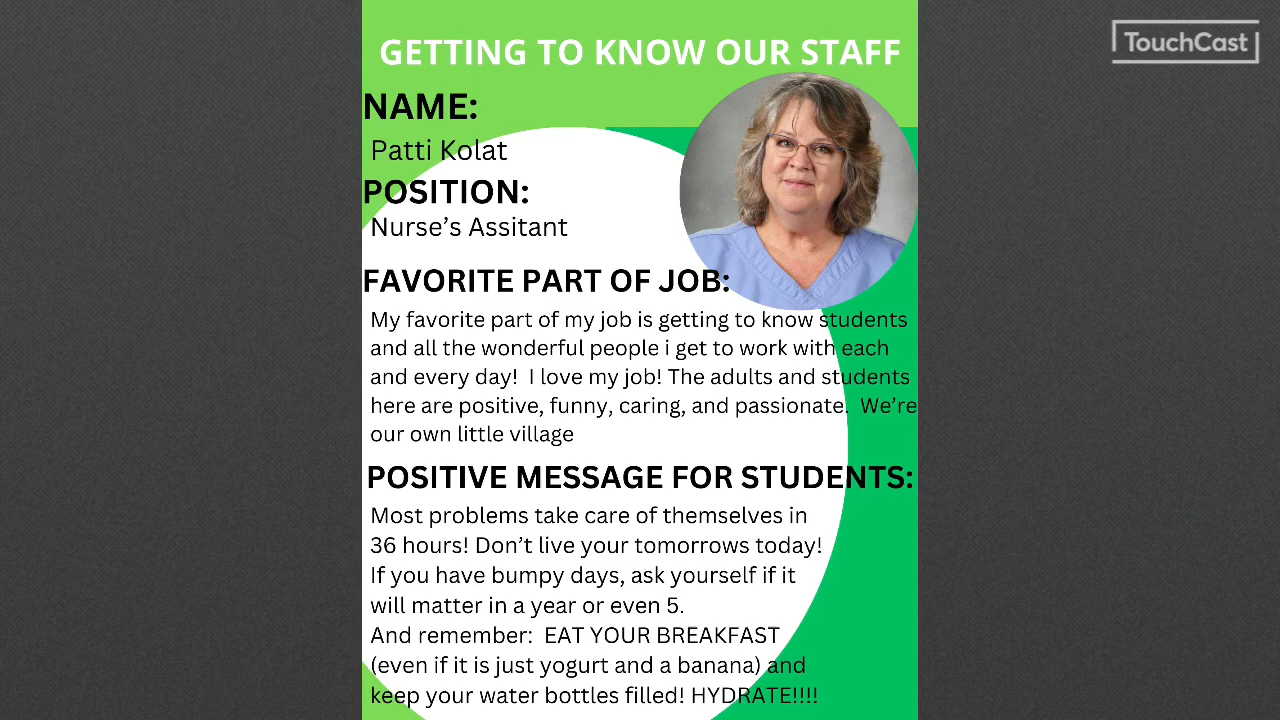 TouchCast
GETTING TO KNOW OUR STAFF
NAME:
Patti Kolat
POSITION:
Nurse's Assitant
FAVORITE PART OF JOB:
My favorite part of my job is getting to know students
and all the wonderful people i get to work with each
and every day!  I love my job! The adults and students
here are positive, funny, caring, and passionate.  We're
our own little village
POSITIVE MESSAGE FOR STUDENTS:
Most problems take care of themselves in
36 hours! Don't live your tomorrows today!
If you have bumpy days, ask yourself if it
will matter in a year or even 5.
And remember:  EAT YOUR BREAKFAST
(even if it is just yogurt and a banana) and
keep your water bottles filled! HYDRATE!!!!